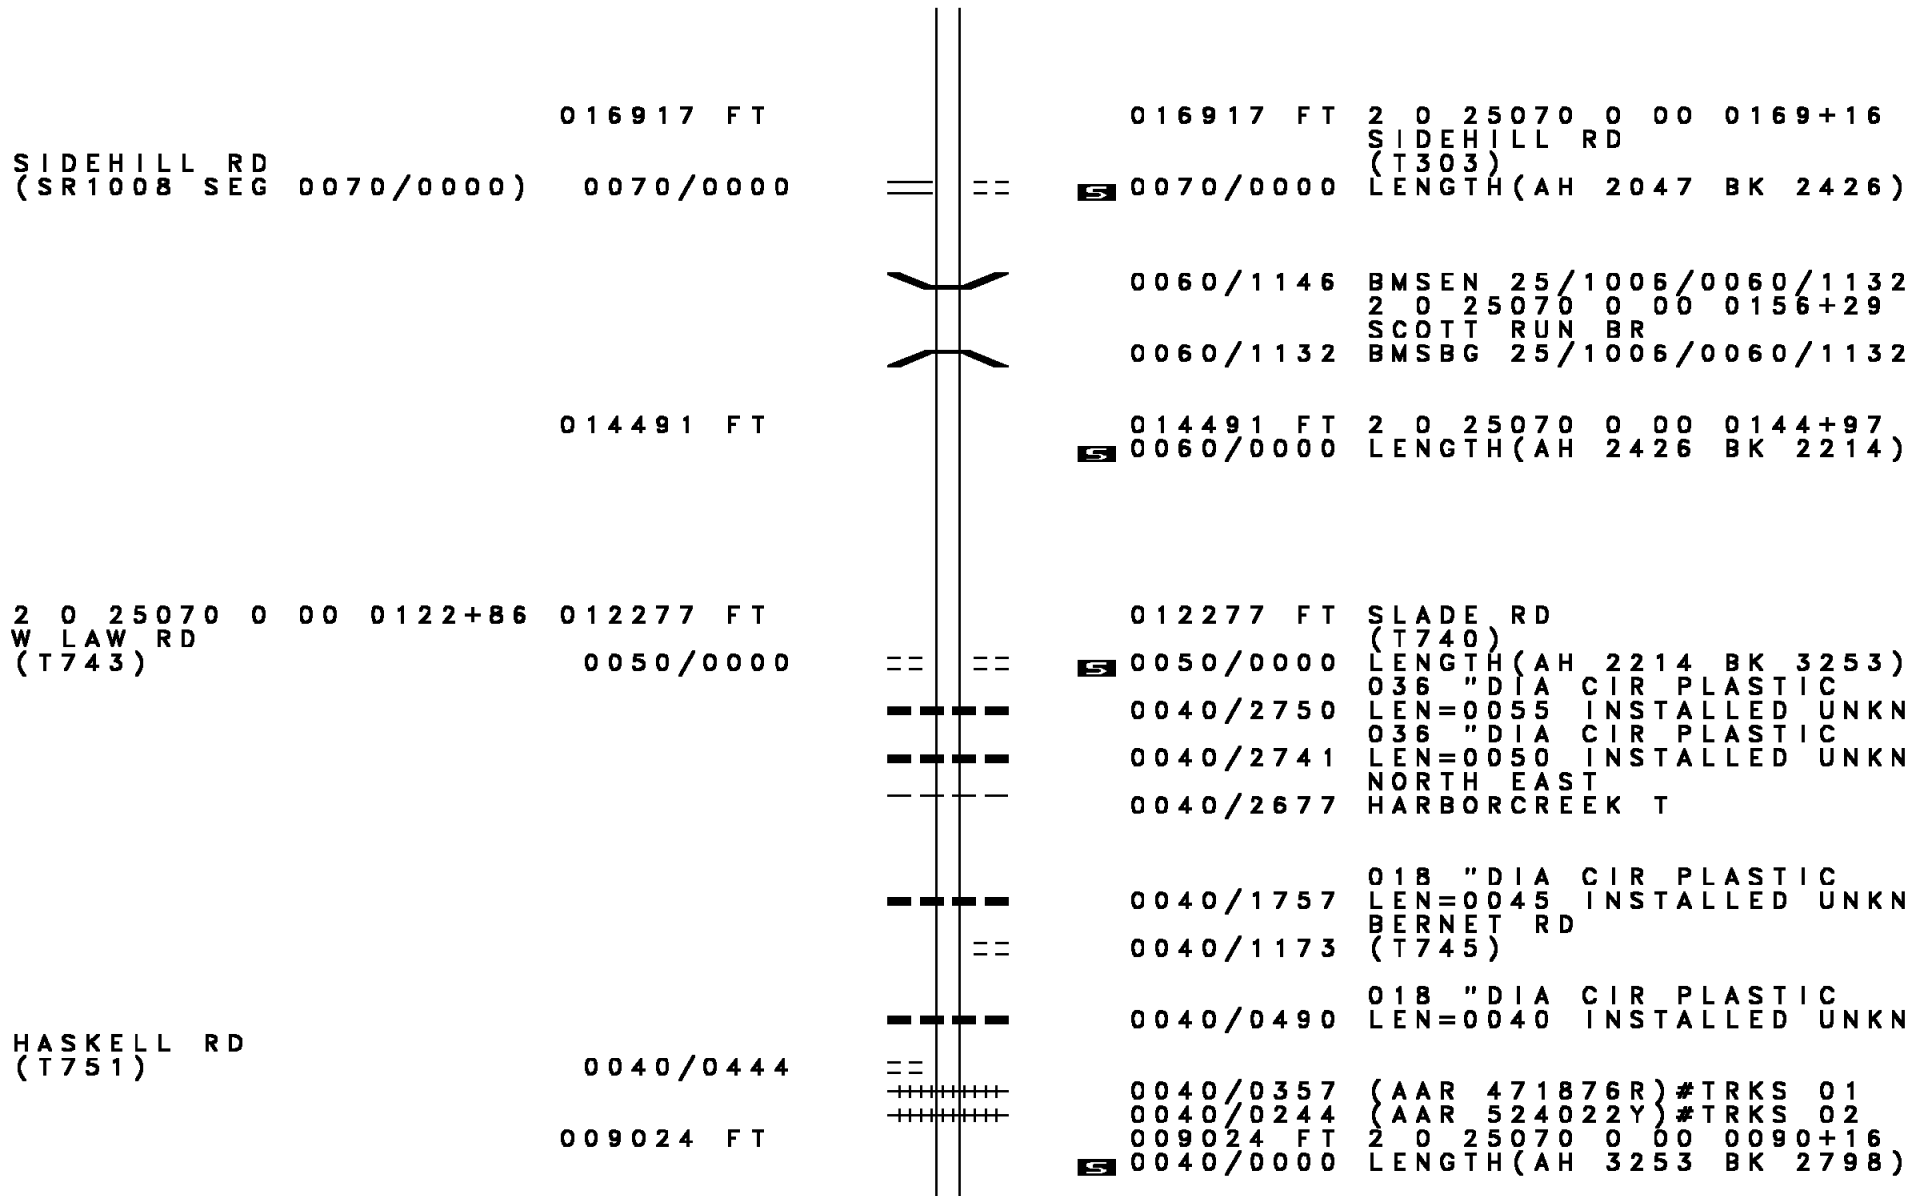 016917 FT 016917 FT 2 0 25070 0 00 0169+16
SIDEHILL RD
SIDEHILL RD (T303)
(SR1008 SEG 0070/0000) 0070/0000 S 0070/0000 LENGTH(AH 2047 BK 2426)
0060/1146 BMSEN 25/1006/0060/1132
2 0 25070 0 00 0156+29
SCOTT RUN BR
0060/1132 BMSBG 25/1006/0060/1132
014491 FT 014491 FT 2 0 25070 0 00 0144+97
S 0060/0000 LENGTH(AH 2426 BK 2214)
2 0 25070 0 00 0122+86 012277 FT 012277 FT SLADE RD
W LAW RD (T740)
(T743) 0050/0000 S 0050/0000 LENGTH(AH 2214 BK 3253)
036 "DIA CIR PLASTIC
0040/2750 LEN=0055 INSTALLED UNKN
036 "DIA CIR PLASTIC
0040/2741 LEN=0050 INSTALLED UNKN
NORTH EAST
0040/2677 HARBORCREEK T
018 "DIA CIR PLASTIC
0040/1757 LEN=0045 INSTALLED UNKN
BERNET RD
0040/1173 (T745)
018 "DIA CIR PLASTIC
0040/0490 LEN=0040 INSTALLED UNKN
HASKELL RD
(T751) 0040/0444
0040/0357 (AAR 471876R)#TRKS 01
0040/0244 (AAR 524022Y)#TRKS 02
009024 FT 009024 FT 2 0 25070 0 00 0090+16
S 0040/0000 LENGTH(AH 3253 BK 2798)